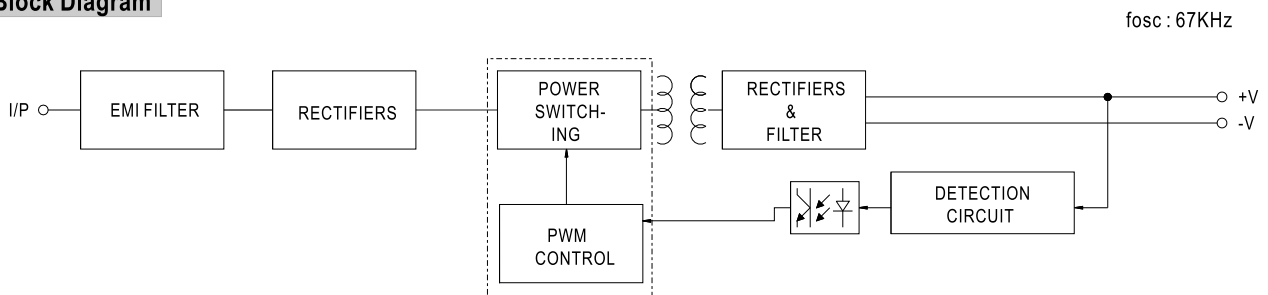 Block Diagram
fosc : 67KHz
I/P
EMI FILTER
RECTIFIERS
POWER
SWITCH-
ING
RECTIFIERS
&
FILTER
+V
-V
DETECTION
CIRCUIT
PWM
CONTROL